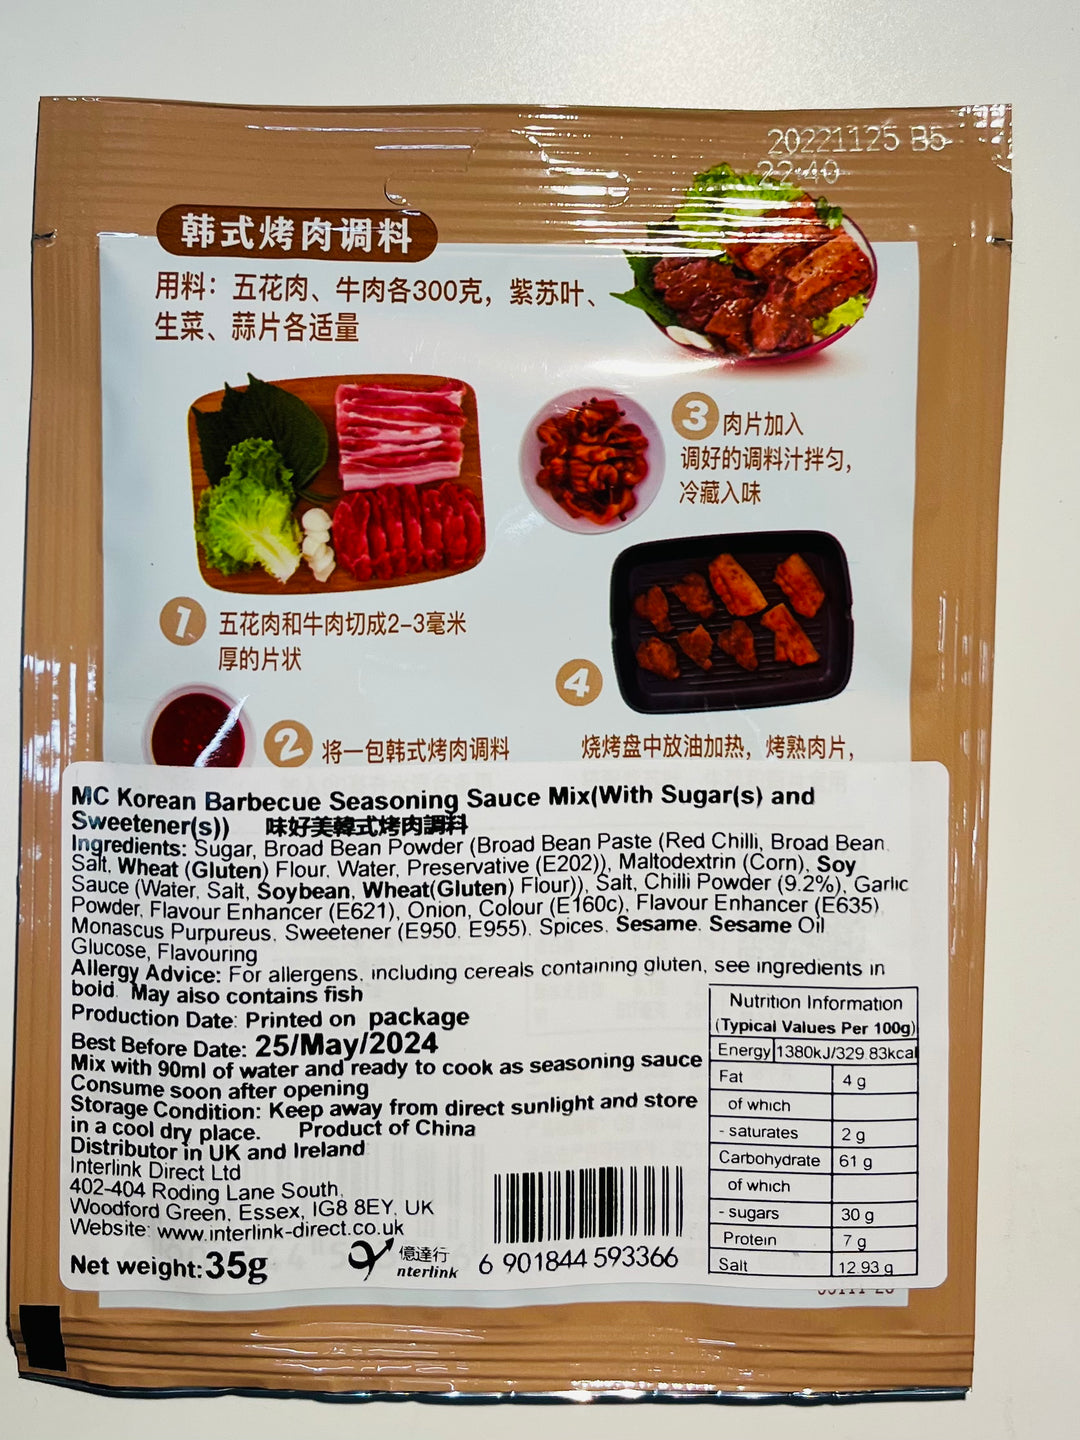 20221125 B5
22:40
韩式烤肉调料
用料：五花肉、牛肉各300克，紫苏叶、
生菜、蒜片各适量
1 五花肉和牛肉切成2-3毫米
厚的片状
2 将一包韩式烤肉调料
3 肉片加入
调好的调料汁拌匀，
冷藏入味
4
烧烤盘中放油加热，烤熟肉片，
MC Korean Barbecue Seasoning Sauce Mix(With Sugar(s) and
Sweetener(s)) 味好美韓式烤肉調料
Ingredients: Sugar, Broad Bean Powder (Broad Bean Paste (Red Chilli, Broad Bean,
Salt, Wheat (Gluten) Flour, Water, Preservative (E202)), Maltodextrin (Corn), Soy
Sauce (Water, Salt, Soybean, Wheat(Gluten) Flour)), Salt, Chilli Powder (9.2%), Garlic
Powder, Flavour Enhancer (E621), Onion, Colour (E160c), Flavour Enhancer (E635),
Monascus Purpureus, Sweetener (E950, E955), Spices, Sesame, Sesame Oil,
Glucose, Flavouring
Allergy Advice: For allergens, including cereals containing gluten, see ingredients in
bold. May also contains fish
Production Date: Printed on package
Best Before Date: 25/May/2024
Mix with 90ml of water and ready to cook as seasoning sauce
Consume soon after opening
Storage Condition: Keep away from direct sunlight and store
in a cool dry place. Product of China
Distributor in UK and Ireland
Interlink Direct Ltd
402-404 Roding Lane South,
Woodford Green, Essex, IG8 8EY, UK
Website: www.interlink-direct.co.uk
Net weight:35g
億達行
nterlink
6 901844 593366
Nutrition Information
(Typical Values Per 100g)
Energy 1380kJ/329.83kcal
Fat 4 g
of which
- saturates 2 g
Carbohydrate 61 g
of which
- sugars 30 g
Protein 7 g
Salt 12.93 g